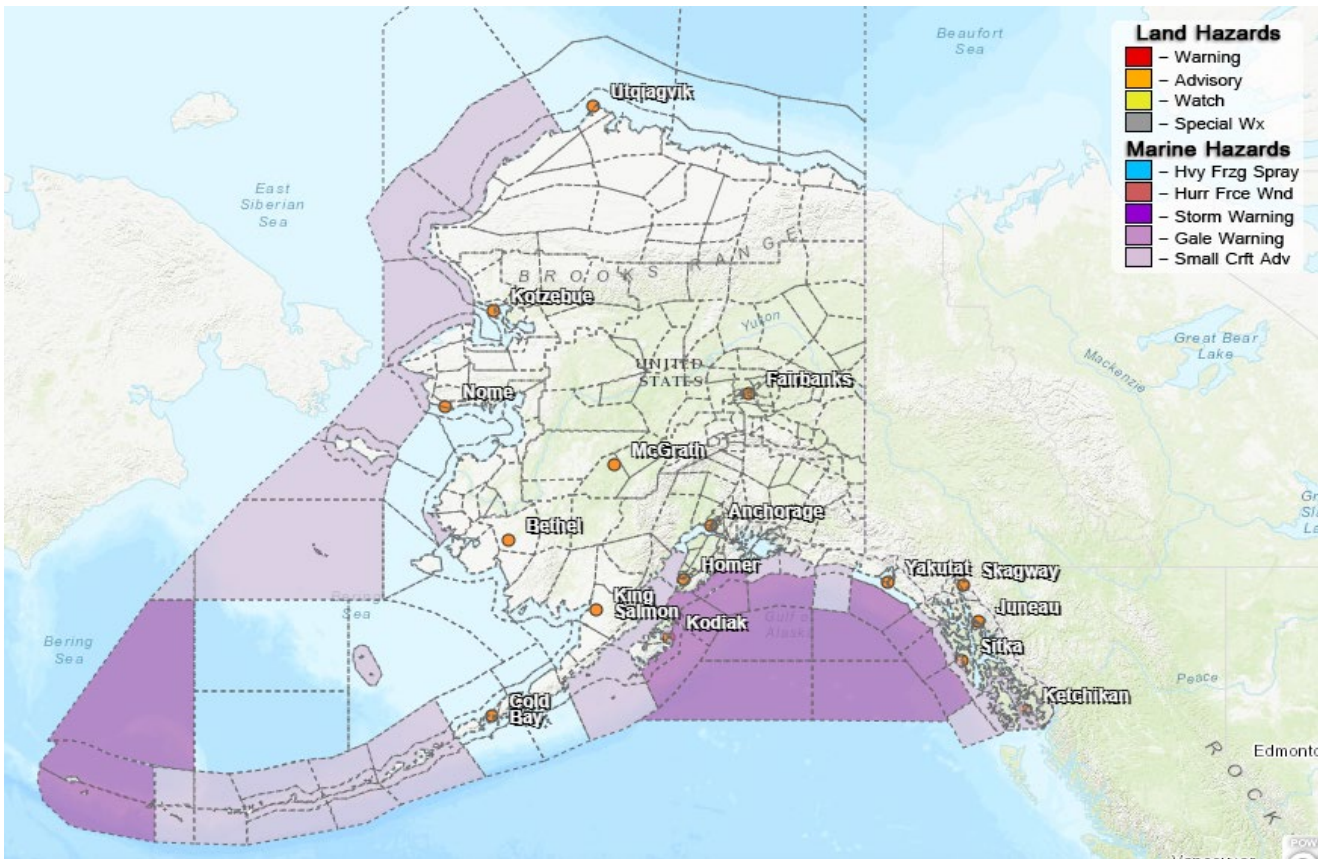 Beaufort
Sea
Land Hazards
– Warning
– Advisory
– Watch
– Special Wx
Marine Hazards
– Hvy Frzg Spray
– Hurr Frce Wnd
– Storm Warning
– Gale Warning
– Small Crft Adv
Utqiagvik
East
Siberian
Sea
BROOKS RANGE
Kotzebue
Yukon
Great Bear
Lake
Mackenzie
UNITED
STATES
Fairbanks
Nome
McGrath
Anchorage
Bethel
Homer
Yakutat
Skagway
King
Salmon
Bering
Sea
Juneau
Kodiak
Gulf of
Alaska
Bering
Sea
Sitka
Peace
Ketchikan
Cold
Bay
Edmonto
ROCK